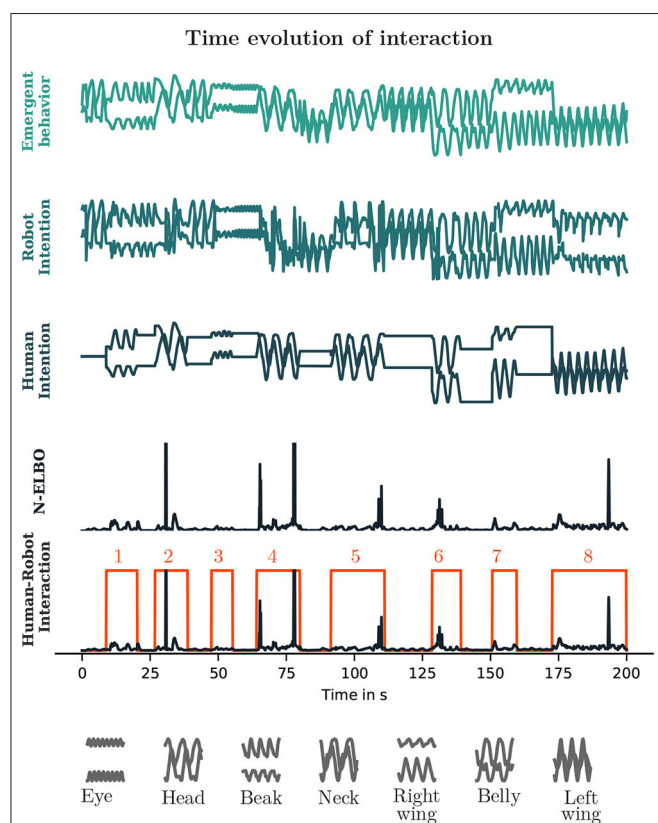 Time evolution of interaction
Emergent
behavior
Robot
Intention
Human
Intention
N-ELBO
Human-Robot
Interaction
1 2 3 4 5 6 7 8
0 25 50 75 100 125 150 175 200
Time in s
Eye Head Beak Neck Right wing Belly Left wing